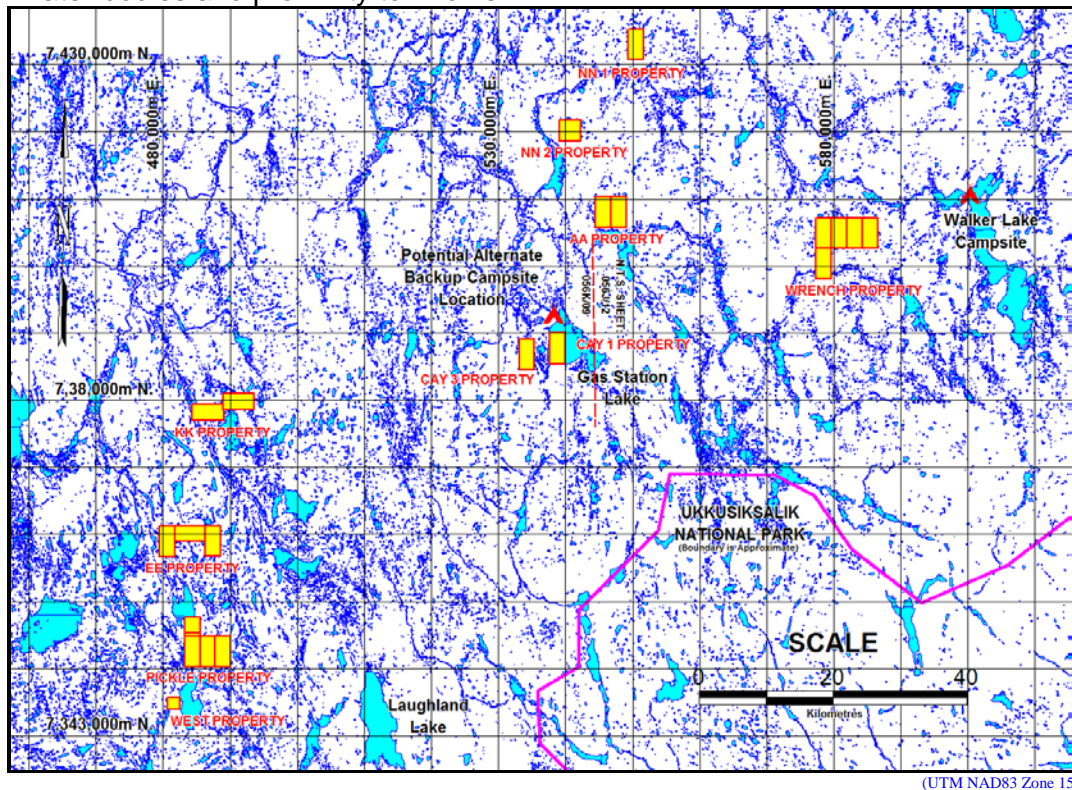 7,430,000m N.
480,000m E.
530,000m E.
580,000m E.
NN 1 PROPERTY
NN 2 PROPERTY
AA PROPERTY
Walker Lake
Campsite
WRENCH PROPERTY
Potential Alternate
Backup Campsite
Location
N.T.S. SHEET:
056J/12
056K/09
CAY 1 PROPERTY
CAY 3 PROPERTY
Gas Station
Lake
7,38.000m N.
KK PROPERTY
UKKUSIKSALIK
NATIONAL PARK
(Boundary is Approximate)
EE PROPERTY
SCALE
0 20 40
Kilometres
PICKLE PROPERTY
WEST PROPERTY
7,343.000m N.
Laughland
Lake
(UTM NAD83 Zone 15